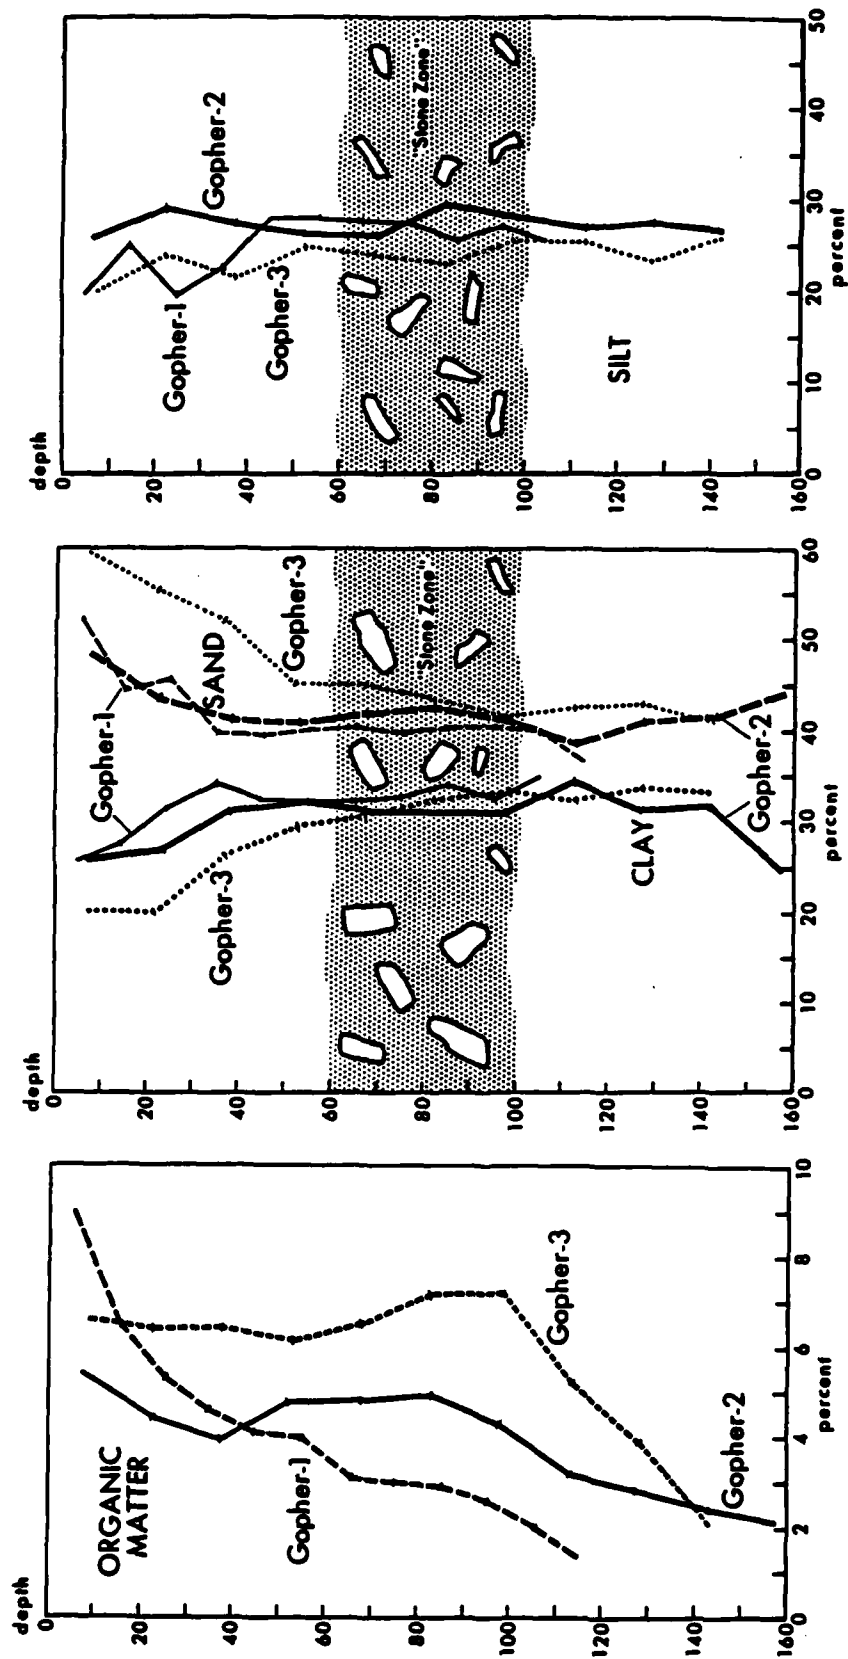 depth
0
ORGANIC
MATTER
20
40
Gopher-1
60
80
100
Gopher-3
120
140
Gopher-2
160
0 2 4 6 8 10
percent
depth
0
Gopher-1
20
SAND
Gopher-3
40
Gopher-3
60
80
"Stone Zone"
100
120
CLAY
140
Gopher-2
160
0 10 20 30 40 50 60
percent
depth
0
20
Gopher-1
Gopher-2
40
Gopher-3
60
"Stone Zone"
80
100
120
SILT
140
160
0 10 20 30 40 50
percent